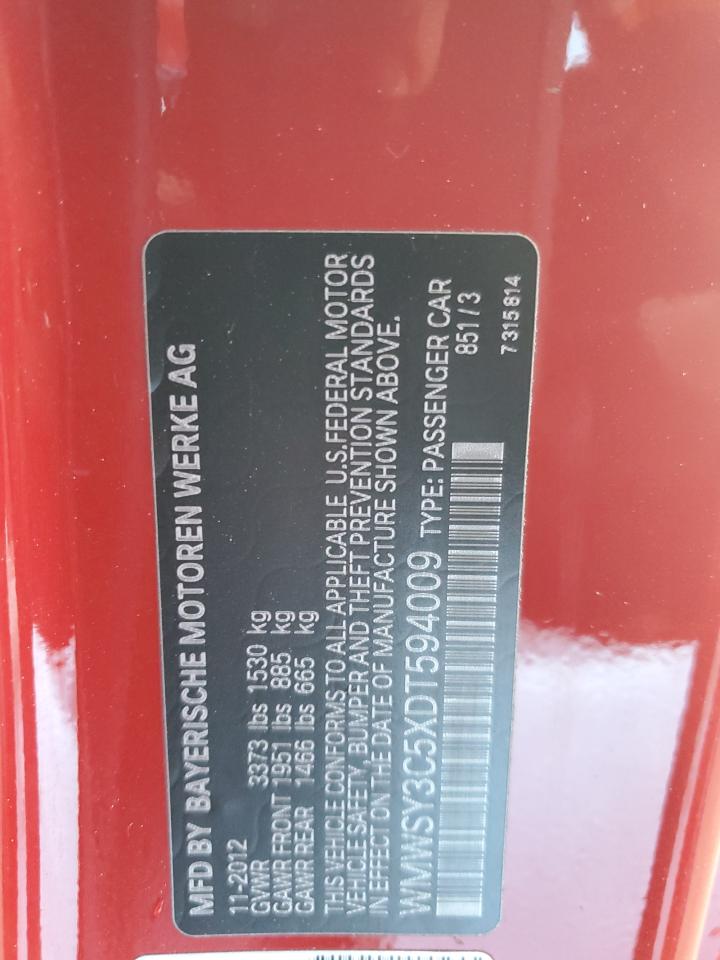 MFD BY BAYERISCHE MOTOREN WERKE AG
11-2012
GVWR 3373 lbs 1530 kg
GAWR FRONT 1951 lbs 885 kg
GAWR REAR 1466 lbs 665 kg
THIS VEHICLE CONFORMS TO ALL APPLICABLE U.S. FEDERAL MOTOR
VEHICLE SAFETY, BUMPER AND THEFT PREVENTION STANDARDS
IN EFFECT ON THE DATE OF MANUFACTURE SHOWN ABOVE.
WMWSY3C5XDT594009 TYPE: PASSENGER CAR
851 / 3
7 315 814